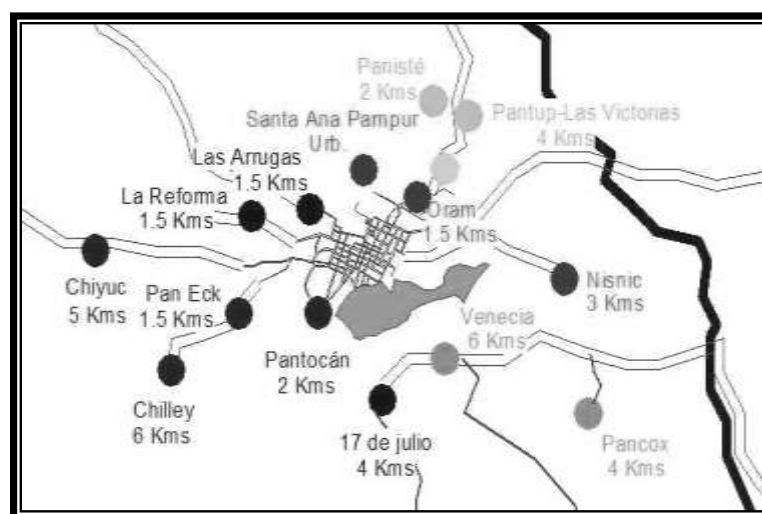 Panisté
2 Kms
Santa Ana Pampur
Urb.
Pantup-Las Victorias
4 Kms
Las Arrugas
1.5 Kms
La Reforma
1.5 Kms
Oram
1.5 Kms
Chiyuc
5 Kms
Pan Eck
1.5 Kms
Nisnic
3 Kms
Venecia
6 Kms
Pantocán
2 Kms
Chilley
6 Kms
17 de julio
4 Kms
Pancox
4 Kms